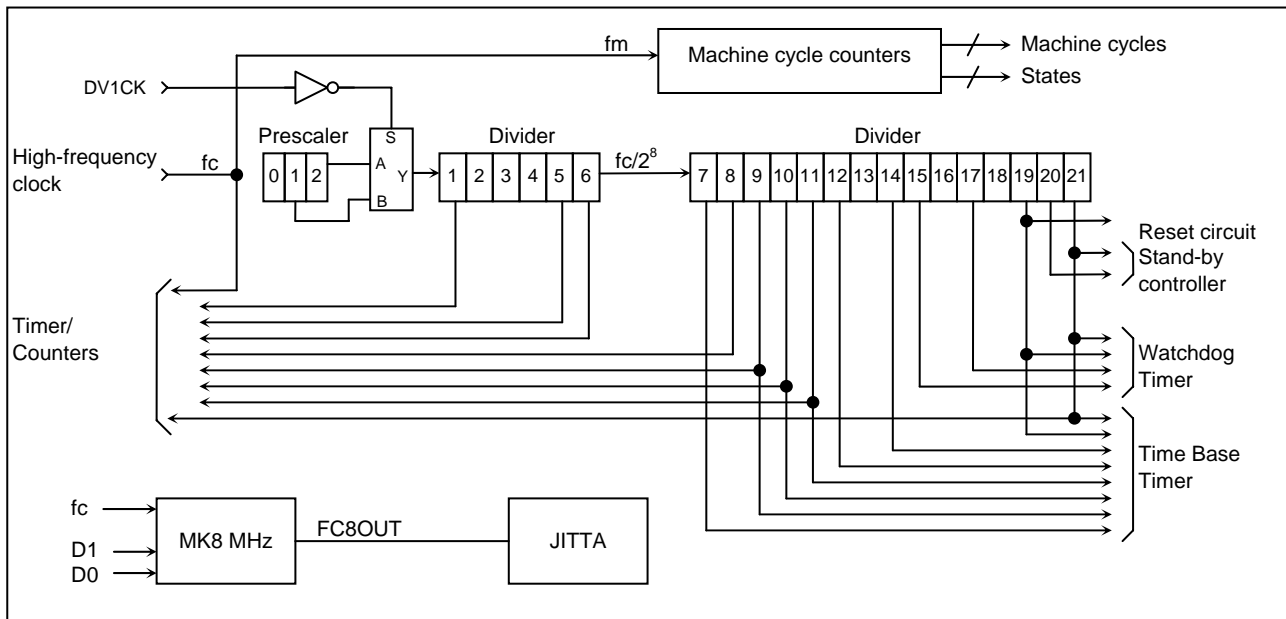 fm
Machine cycle counters
Machine cycles
States
DV1CK
S
Prescaler
Divider
Divider
High-frequency
clock
fc
0 1 2
A
B
Y
1 2 3 4 5 6
fc/2⁸
7 8 9 10 11 12 13 14 15 16 17 18 19 20 21
Reset circuit
Stand-by
controller
Timer/
Counters
Watchdog
Timer
Time Base
Timer
fc
D1
D0
MK8 MHz
FC8OUT
JITTA